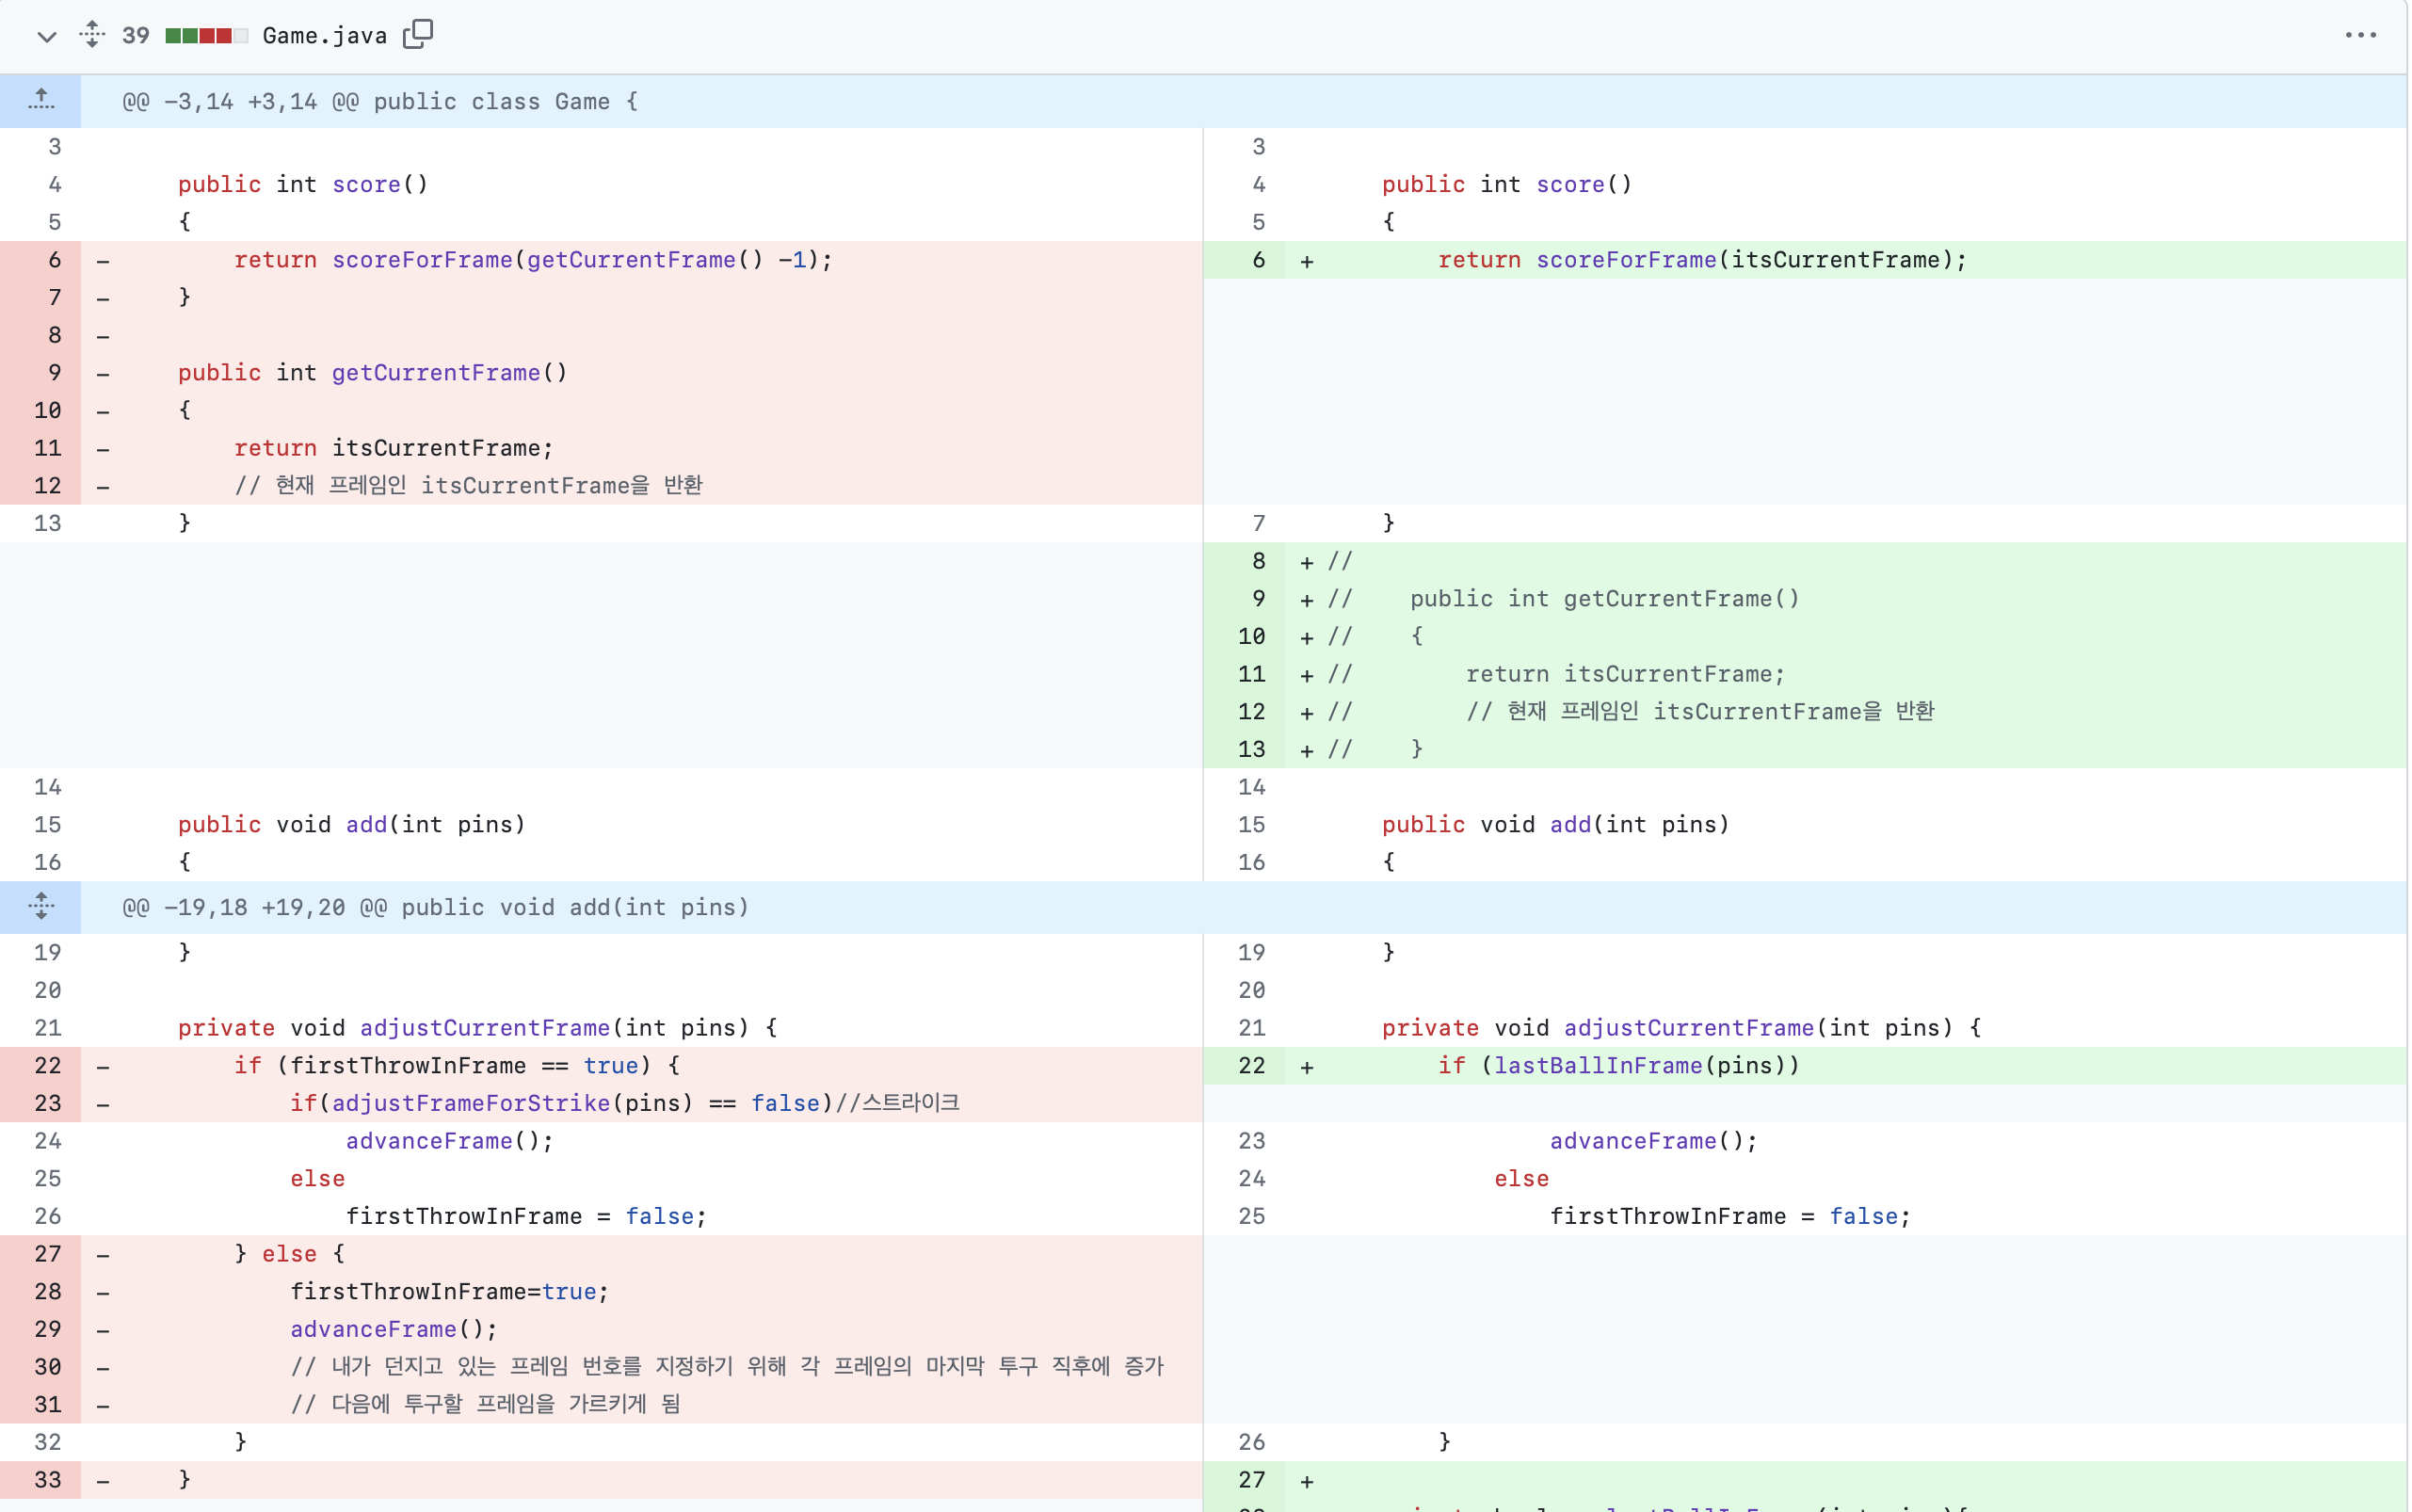 39 Game.java
@@ -3,14 +3,14 @@ public class Game {
3
4 public int score()
5 {
6 - return scoreForFrame(getCurrentFrame() -1);
7 - }
8 -
9 - public int getCurrentFrame()
10 - {
11 - return itsCurrentFrame;
12 - // 현재 프레임인 itsCurrentFrame을 반환
13 }
3
4 public int score()
5 {
6 + return scoreForFrame(itsCurrentFrame);
7 }
8 + //
9 + // public int getCurrentFrame()
10 + // {
11 + // return itsCurrentFrame;
12 + // // 현재 프레임인 itsCurrentFrame을 반환
13 + // }
14
15 public void add(int pins)
16 {
14
15 public void add(int pins)
16 {
@@ -19,18 +19,20 @@ public void add(int pins)
19 }
20
21 private void adjustCurrentFrame(int pins) {
22 - if (firstThrowInFrame == true) {
23 - if(adjustFrameForStrike(pins) == false)//스트라이크
24 advanceFrame();
25 else
26 firstThrowInFrame = false;
27 - } else {
28 - firstThrowInFrame=true;
29 - advanceFrame();
30 - // 내가 던지고 있는 프레임 번호를 지정하기 위해 각 프레임의 마지막 투구 직후에 증가
31 - // 다음에 투구할 프레임을 가르키게 됨
32 }
33 - }
19 }
20
21 private void adjustCurrentFrame(int pins) {
22 + if (lastBallInFrame(pins))
23 advanceFrame();
24 else
25 firstThrowInFrame = false;
26 }
27 +